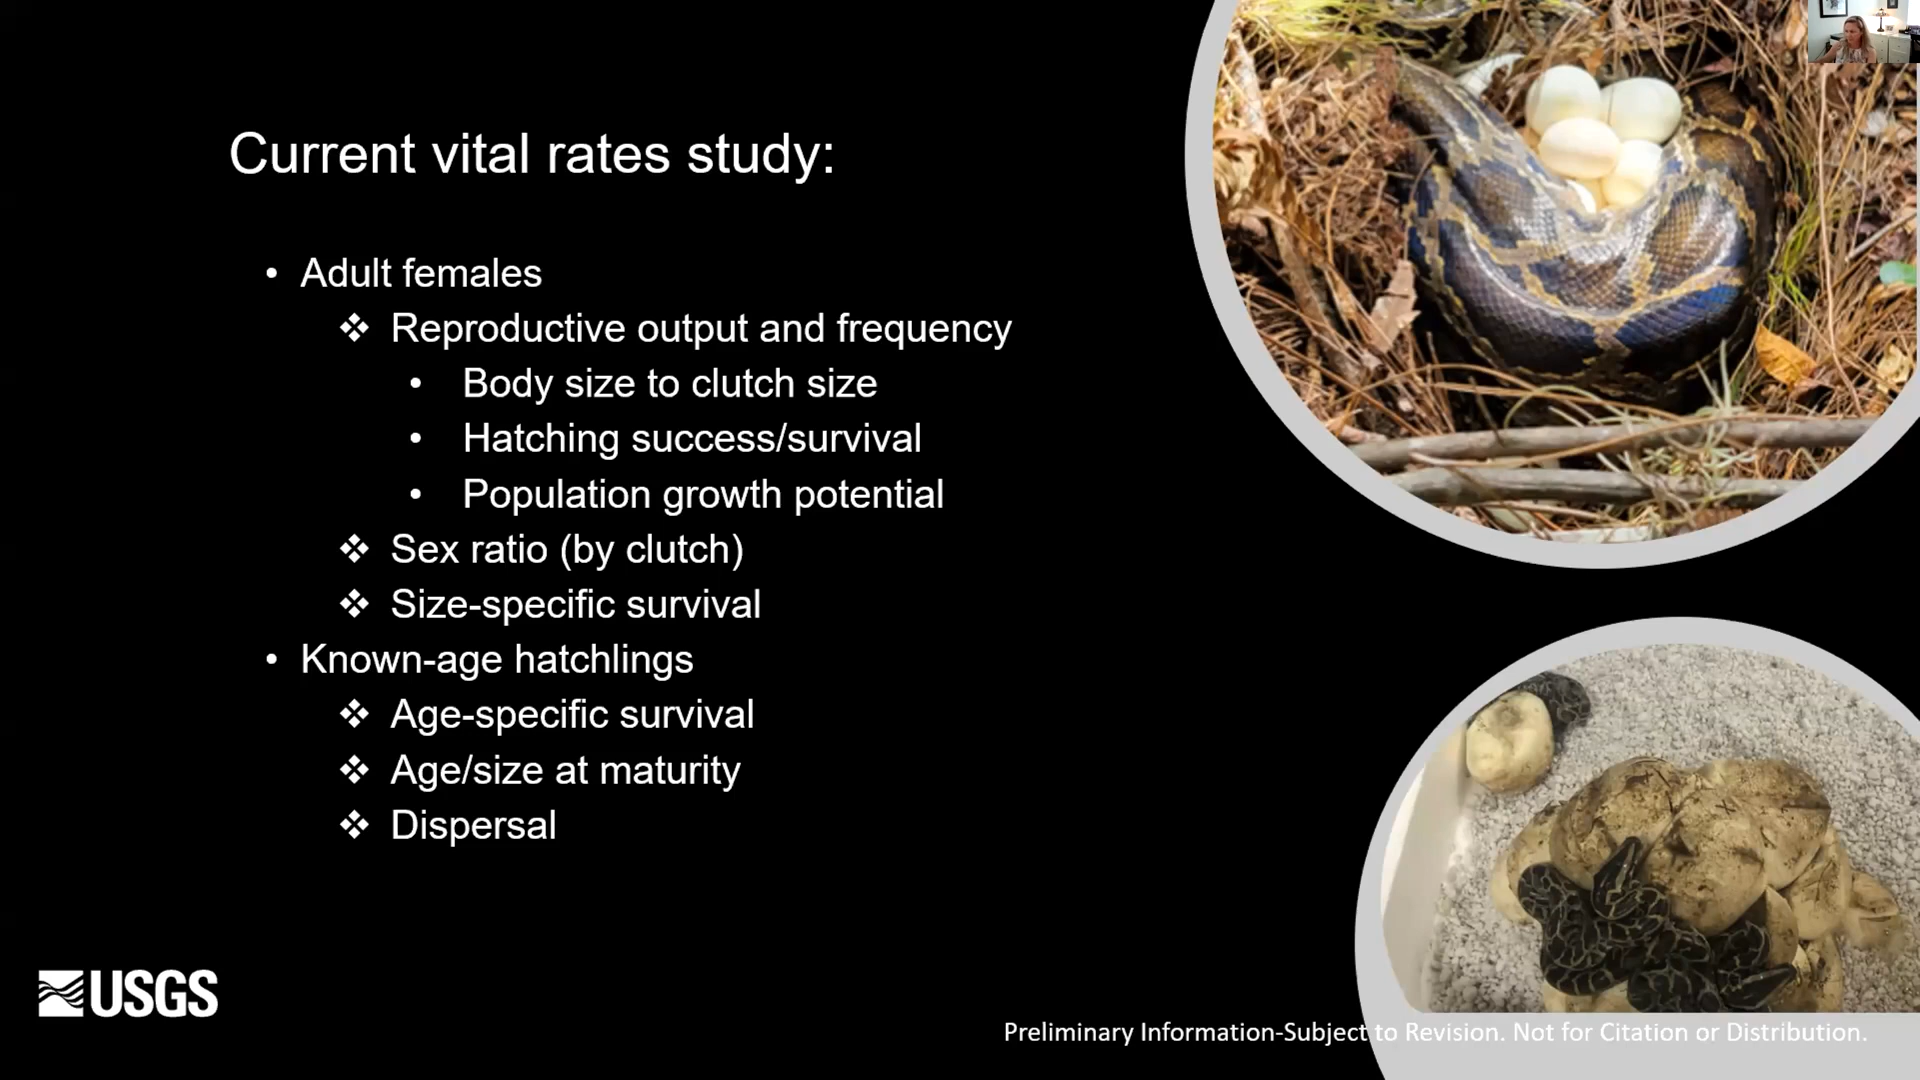 Current vital rates study:
• Adult females
❖ Reproductive output and frequency
• Body size to clutch size
• Hatching success/survival
• Population growth potential
❖ Sex ratio (by clutch)
❖ Size-specific survival
• Known-age hatchlings
❖ Age-specific survival
❖ Age/size at maturity
❖ Dispersal
USGS
Preliminary Information-Subject to Revision. Not for Citation or Distribution.